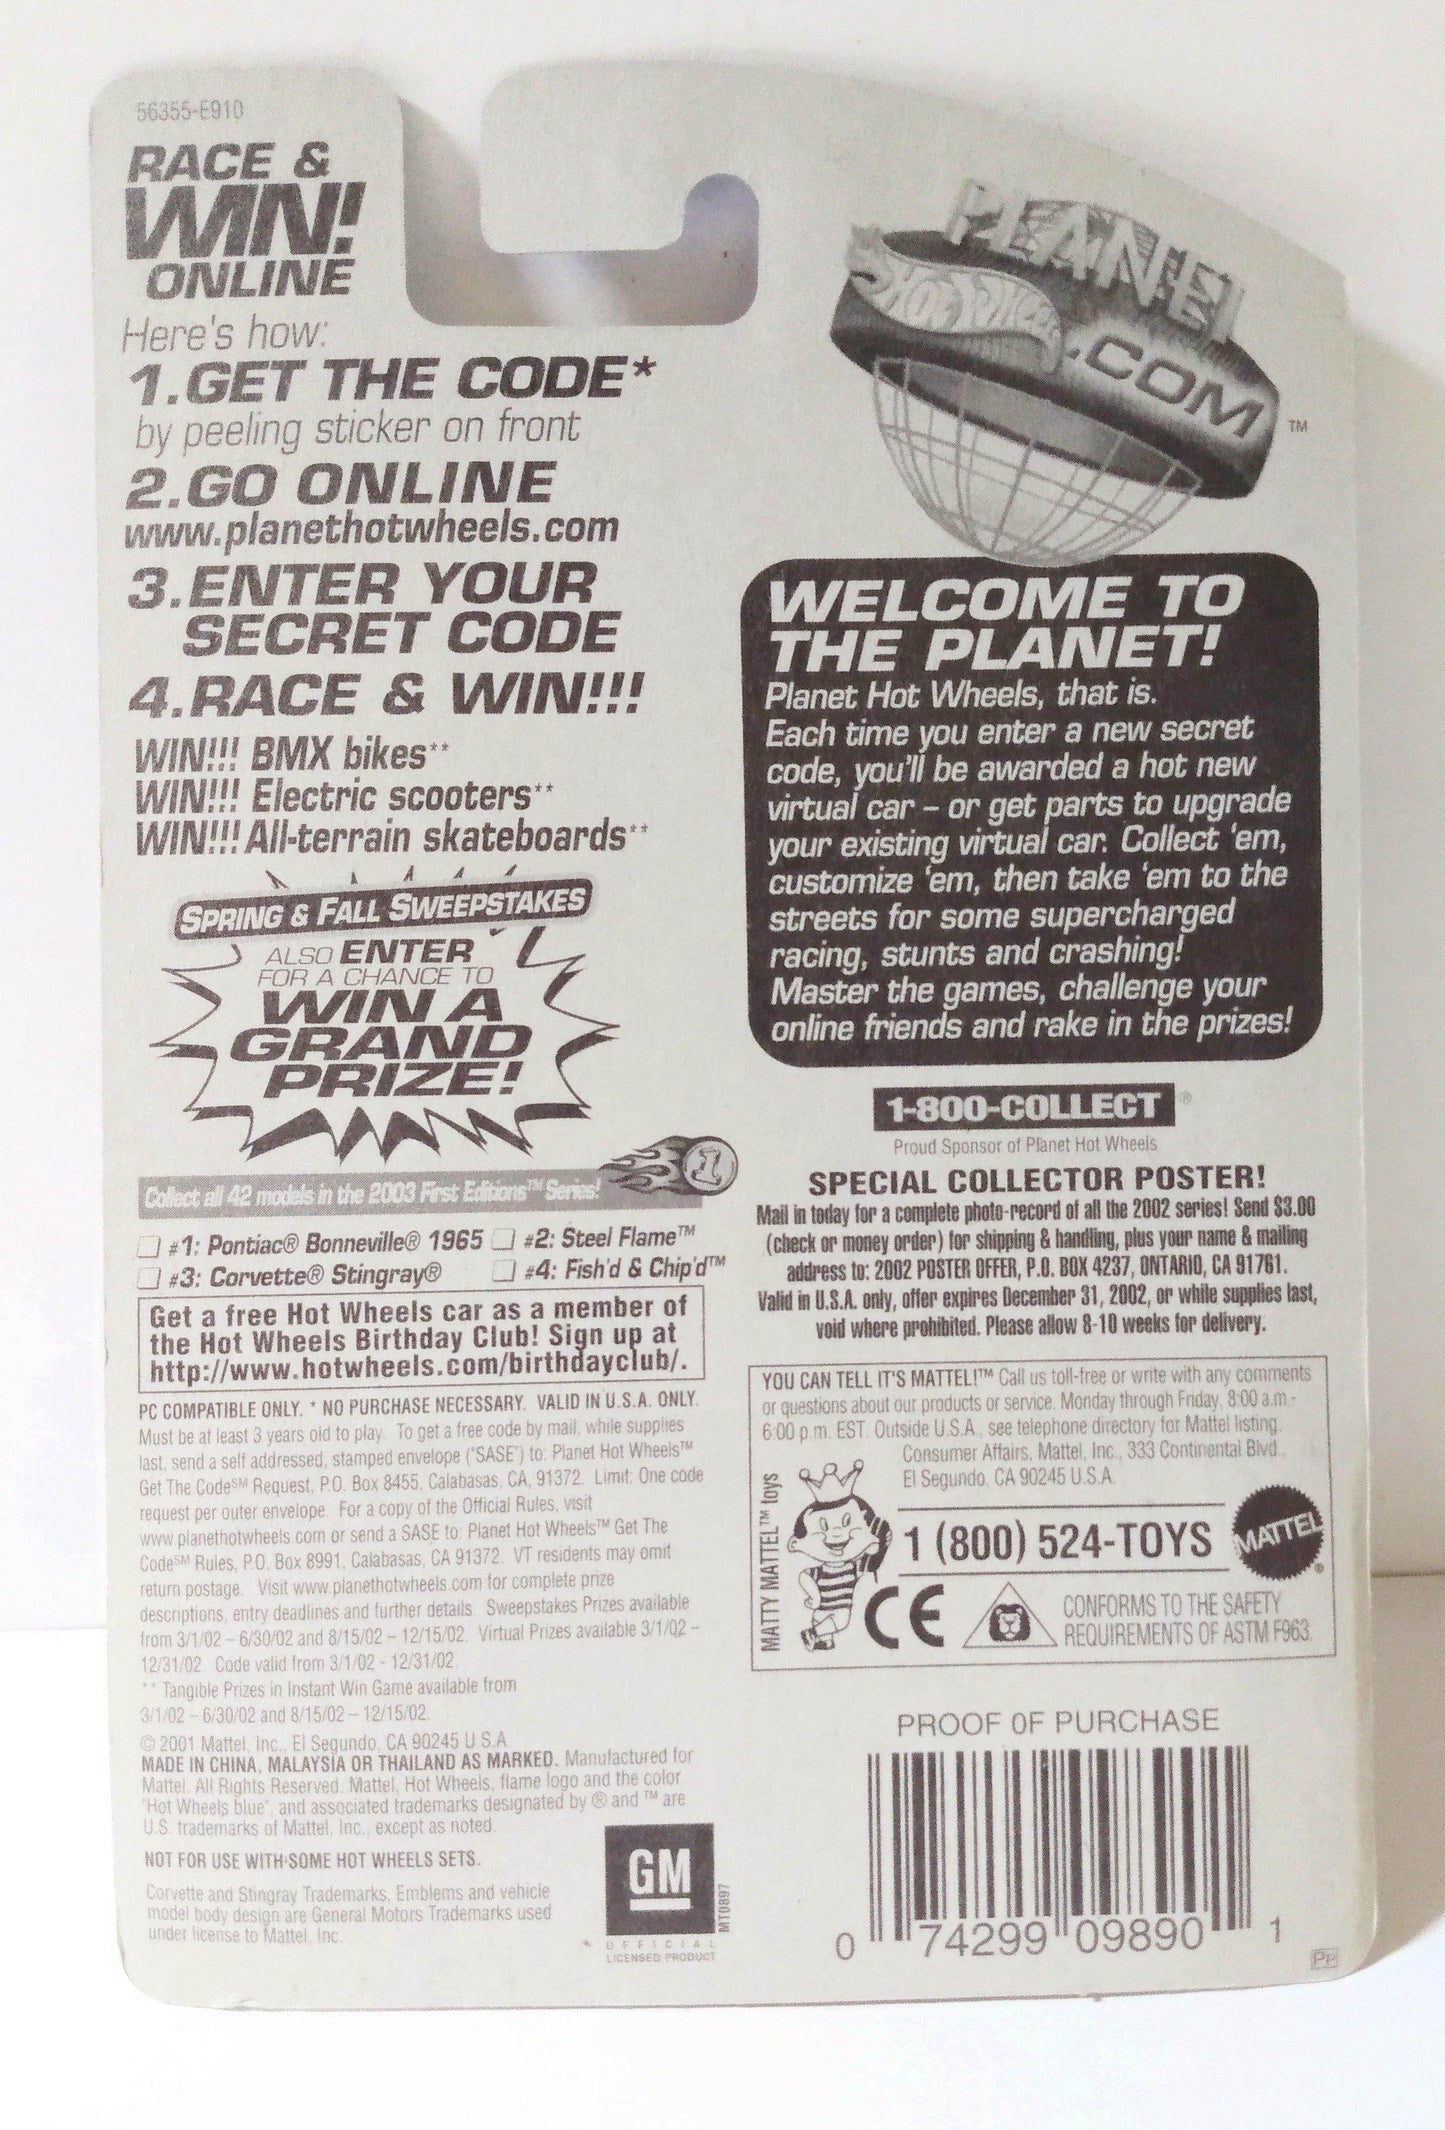 56355-E910
RACE &
WIN!
ONLINE
Here's how:
1.GET THE CODE*
by peeling sticker on front
2.GO ONLINE
www.planethotwheels.com
3.ENTER YOUR
SECRET CODE
4.RACE & WIN!!!
WIN!!! BMX bikes**
WIN!!! Electric scooters**
WIN!!! All-terrain skateboards**
SPRING & FALL SWEEPSTAKES
ALSO ENTER
FOR A CHANCE TO
WIN A
GRAND
PRIZE!
Collect all 42 models in the 2003 First Editions™ Series!
1
#1: Pontiac® Bonneville® 1965 #2: Steel Flame™
#3: Corvette® Stingray® #4: Fish'd & Chip'd™
Get a free Hot Wheels car as a member of
the Hot Wheels Birthday Club! Sign up at
http://www.hotwheels.com/birthdayclub/.
PC COMPATIBLE ONLY. * NO PURCHASE NECESSARY. VALID IN U.S.A. ONLY.
Must be at least 3 years old to play. To get a free code by mail, while supplies
last, send a self addressed, stamped envelope ("SASE") to: Planet Hot Wheels™
Get The Code℠ Request, P.O. Box 8455, Calabasas, CA, 91372. Limit: One code
request per outer envelope. For a copy of the Official Rules, visit
www.planethotwheels.com or send a SASE to: Planet Hot Wheels™ Get The
Code℠ Rules, P.O. Box 8991, Calabasas, CA 91372. VT residents may omit
return postage. Visit www.planethotwheels.com for complete prize
descriptions, entry deadlines and further details. Sweepstakes Prizes available
from 3/1/02 – 6/30/02 and 8/15/02 – 12/15/02. Virtual Prizes available 3/1/02 –
12/31/02. Code valid from 3/1/02 - 12/31/02.
** Tangible Prizes in Instant Win Game available from
3/1/02 – 6/30/02 and 8/15/02 – 12/15/02.
© 2001 Mattel, Inc., El Segundo, CA 90245 U.S.A.
MADE IN CHINA, MALAYSIA OR THAILAND AS MARKED. Manufactured for
Mattel. All Rights Reserved. Mattel, Hot Wheels, flame logo and the color
"Hot Wheels blue", and associated trademarks designated by ® and ™ are
U.S. trademarks of Mattel, Inc., except as noted.
NOT FOR USE WITH SOME HOT WHEELS SETS.
Corvette and Stingray Trademarks, Emblems and vehicle
model body design are General Motors Trademarks used
under license to Mattel, Inc.
GM
MT0897
OFFICIAL
LICENSED PRODUCT
PLANET
HOT WHEELS
.COM
™
WELCOME TO
THE PLANET!
Planet Hot Wheels, that is.
Each time you enter a new secret
code, you'll be awarded a hot new
virtual car – or get parts to upgrade
your existing virtual car. Collect 'em,
customize 'em, then take 'em to the
streets for some supercharged
racing, stunts and crashing!
Master the games, challenge your
online friends and rake in the prizes!
1-800-COLLECT®
Proud Sponsor of Planet Hot Wheels
SPECIAL COLLECTOR POSTER!
Mail in today for a complete photo-record of all the 2002 series! Send $3.00
(check or money order) for shipping & handling, plus your name & mailing
address to: 2002 POSTER OFFER, P.O. BOX 4237, ONTARIO, CA 91761.
Valid in U.S.A. only, offer expires December 31, 2002, or while supplies last,
void where prohibited. Please allow 8-10 weeks for delivery.
YOU CAN TELL IT'S MATTEL!™ Call us toll-free or write with any comments
or questions about our products or service. Monday through Friday, 8:00 a.m.-
6:00 p.m. EST. Outside U.S.A., see telephone directory for Mattel listing.
Consumer Affairs, Mattel, Inc., 333 Continental Blvd.,
El Segundo, CA 90245 U.S.A.
MATTY MATTEL™ toys
1 (800) 524-TOYS
MATTEL®
CE
CONFORMS TO THE SAFETY
REQUIREMENTS OF ASTM F963.
PROOF OF PURCHASE
0 74299 09890 1
PP